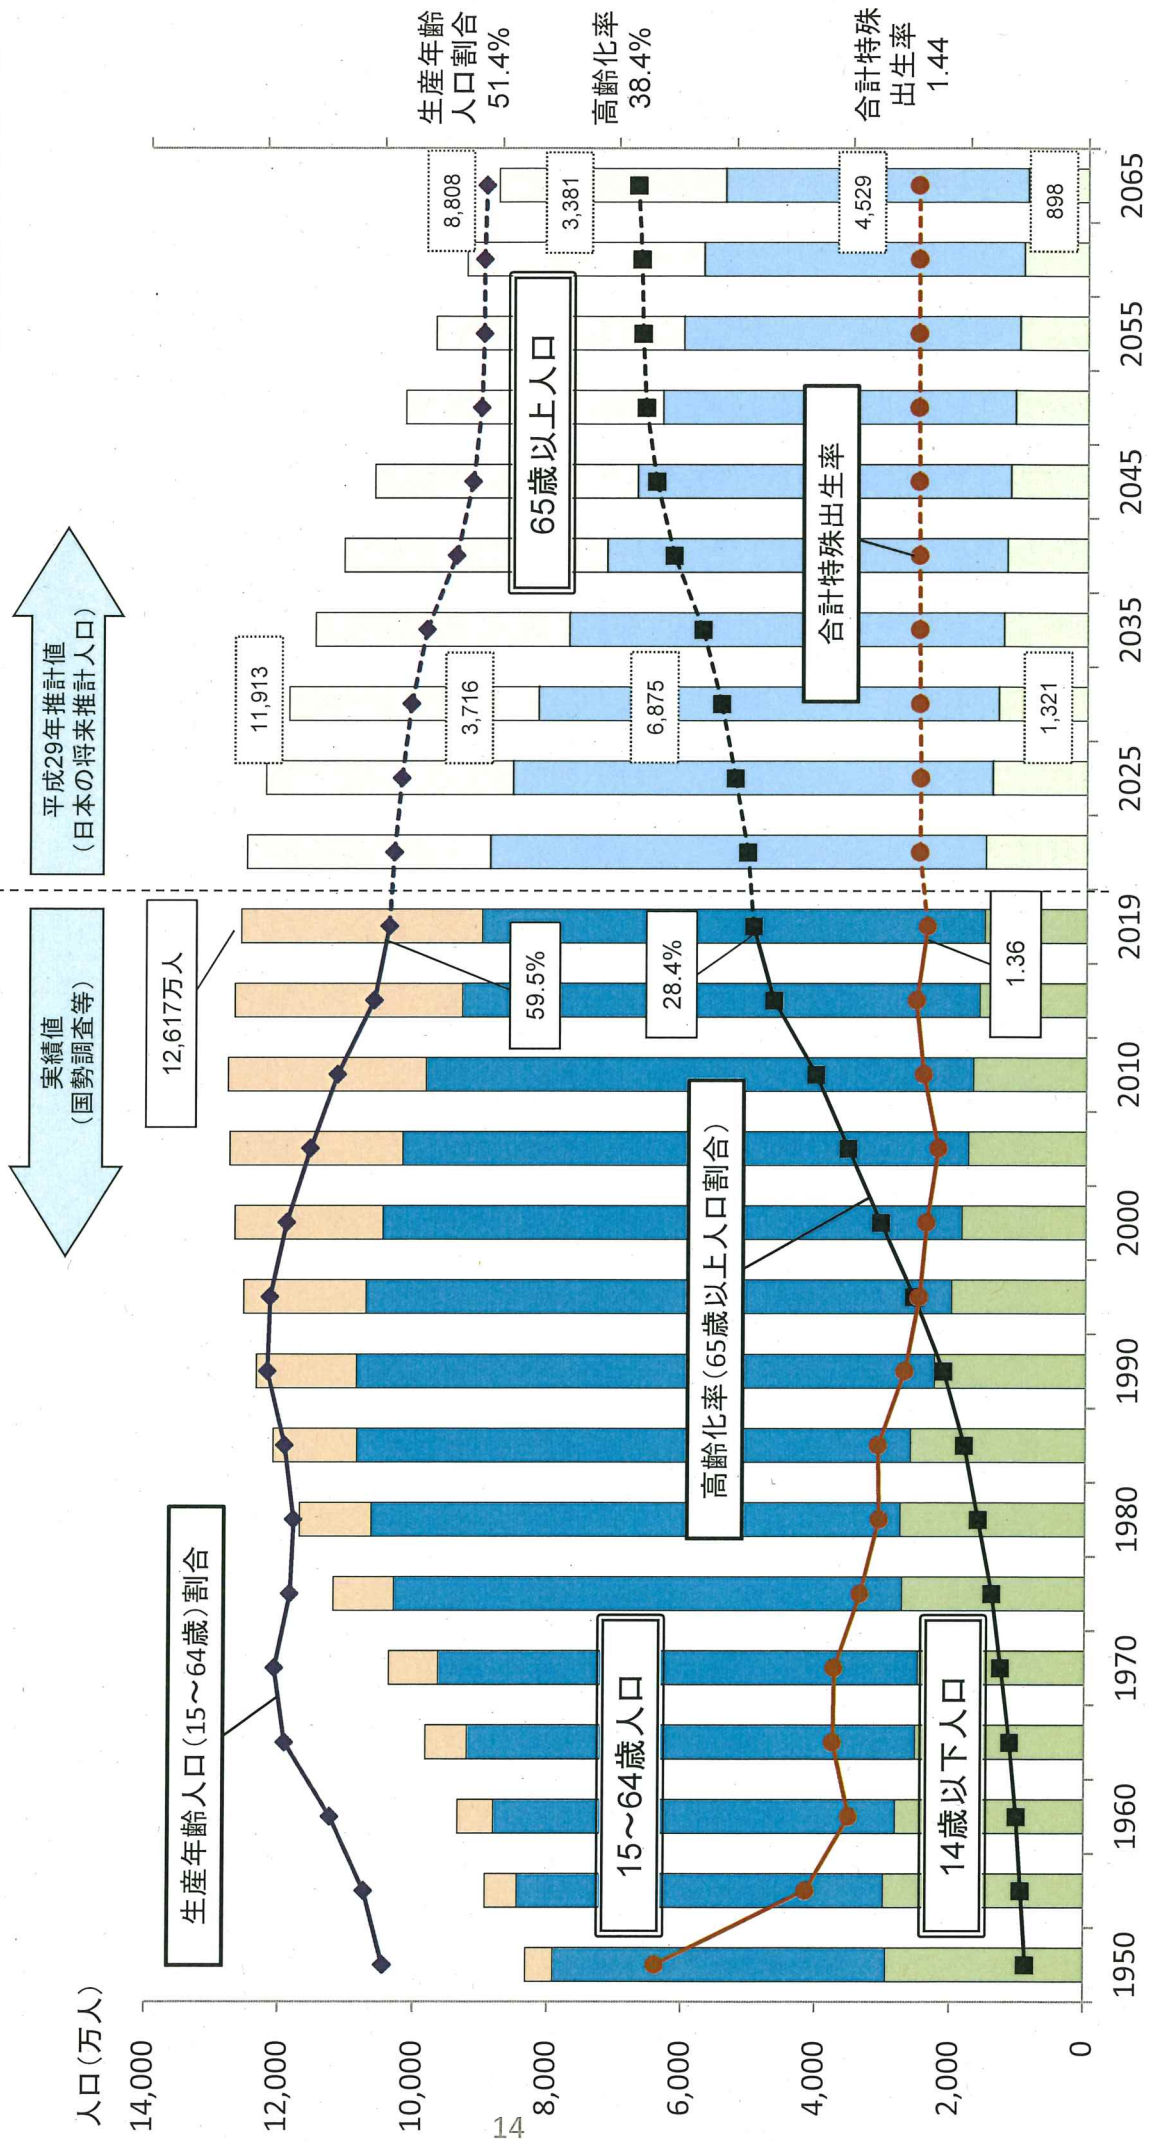 人口(万人)
14,000
12,000
10,000
8,000
6,000
4,000
2,000
0
実績値
(国勢調査等)
平成29年推計値
(日本の将来推計人口)
生産年齢人口(15～64歳)割合
12,617万人
11,913
8,808
生産年齢
人口割合
51.4%
59.5%
3,716
65歳以上人口
3,381
高齢化率
38.4%
15～64歳人口
高齢化率(65歳以上人口割合)
28.4%
6,875
合計特殊出生率
4,529
合計特殊
出生率
1.44
14歳以下人口
1.36
1,321
898
1950
1960
1970
1980
1990
2000
2010
2019
2025
2035
2045
2055
2065
14